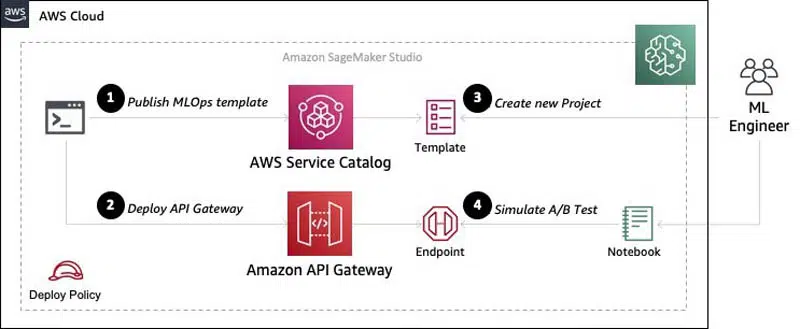 aws
AWS Cloud
Amazon SageMaker Studio
1 Publish MLOps template
3 Create new Project
>_
AWS Service Catalog
Template
ML
Engineer
2 Deploy API Gateway
4 Simulate A/B Test
</>
Amazon API Gateway
Endpoint
Notebook
Deploy Policy